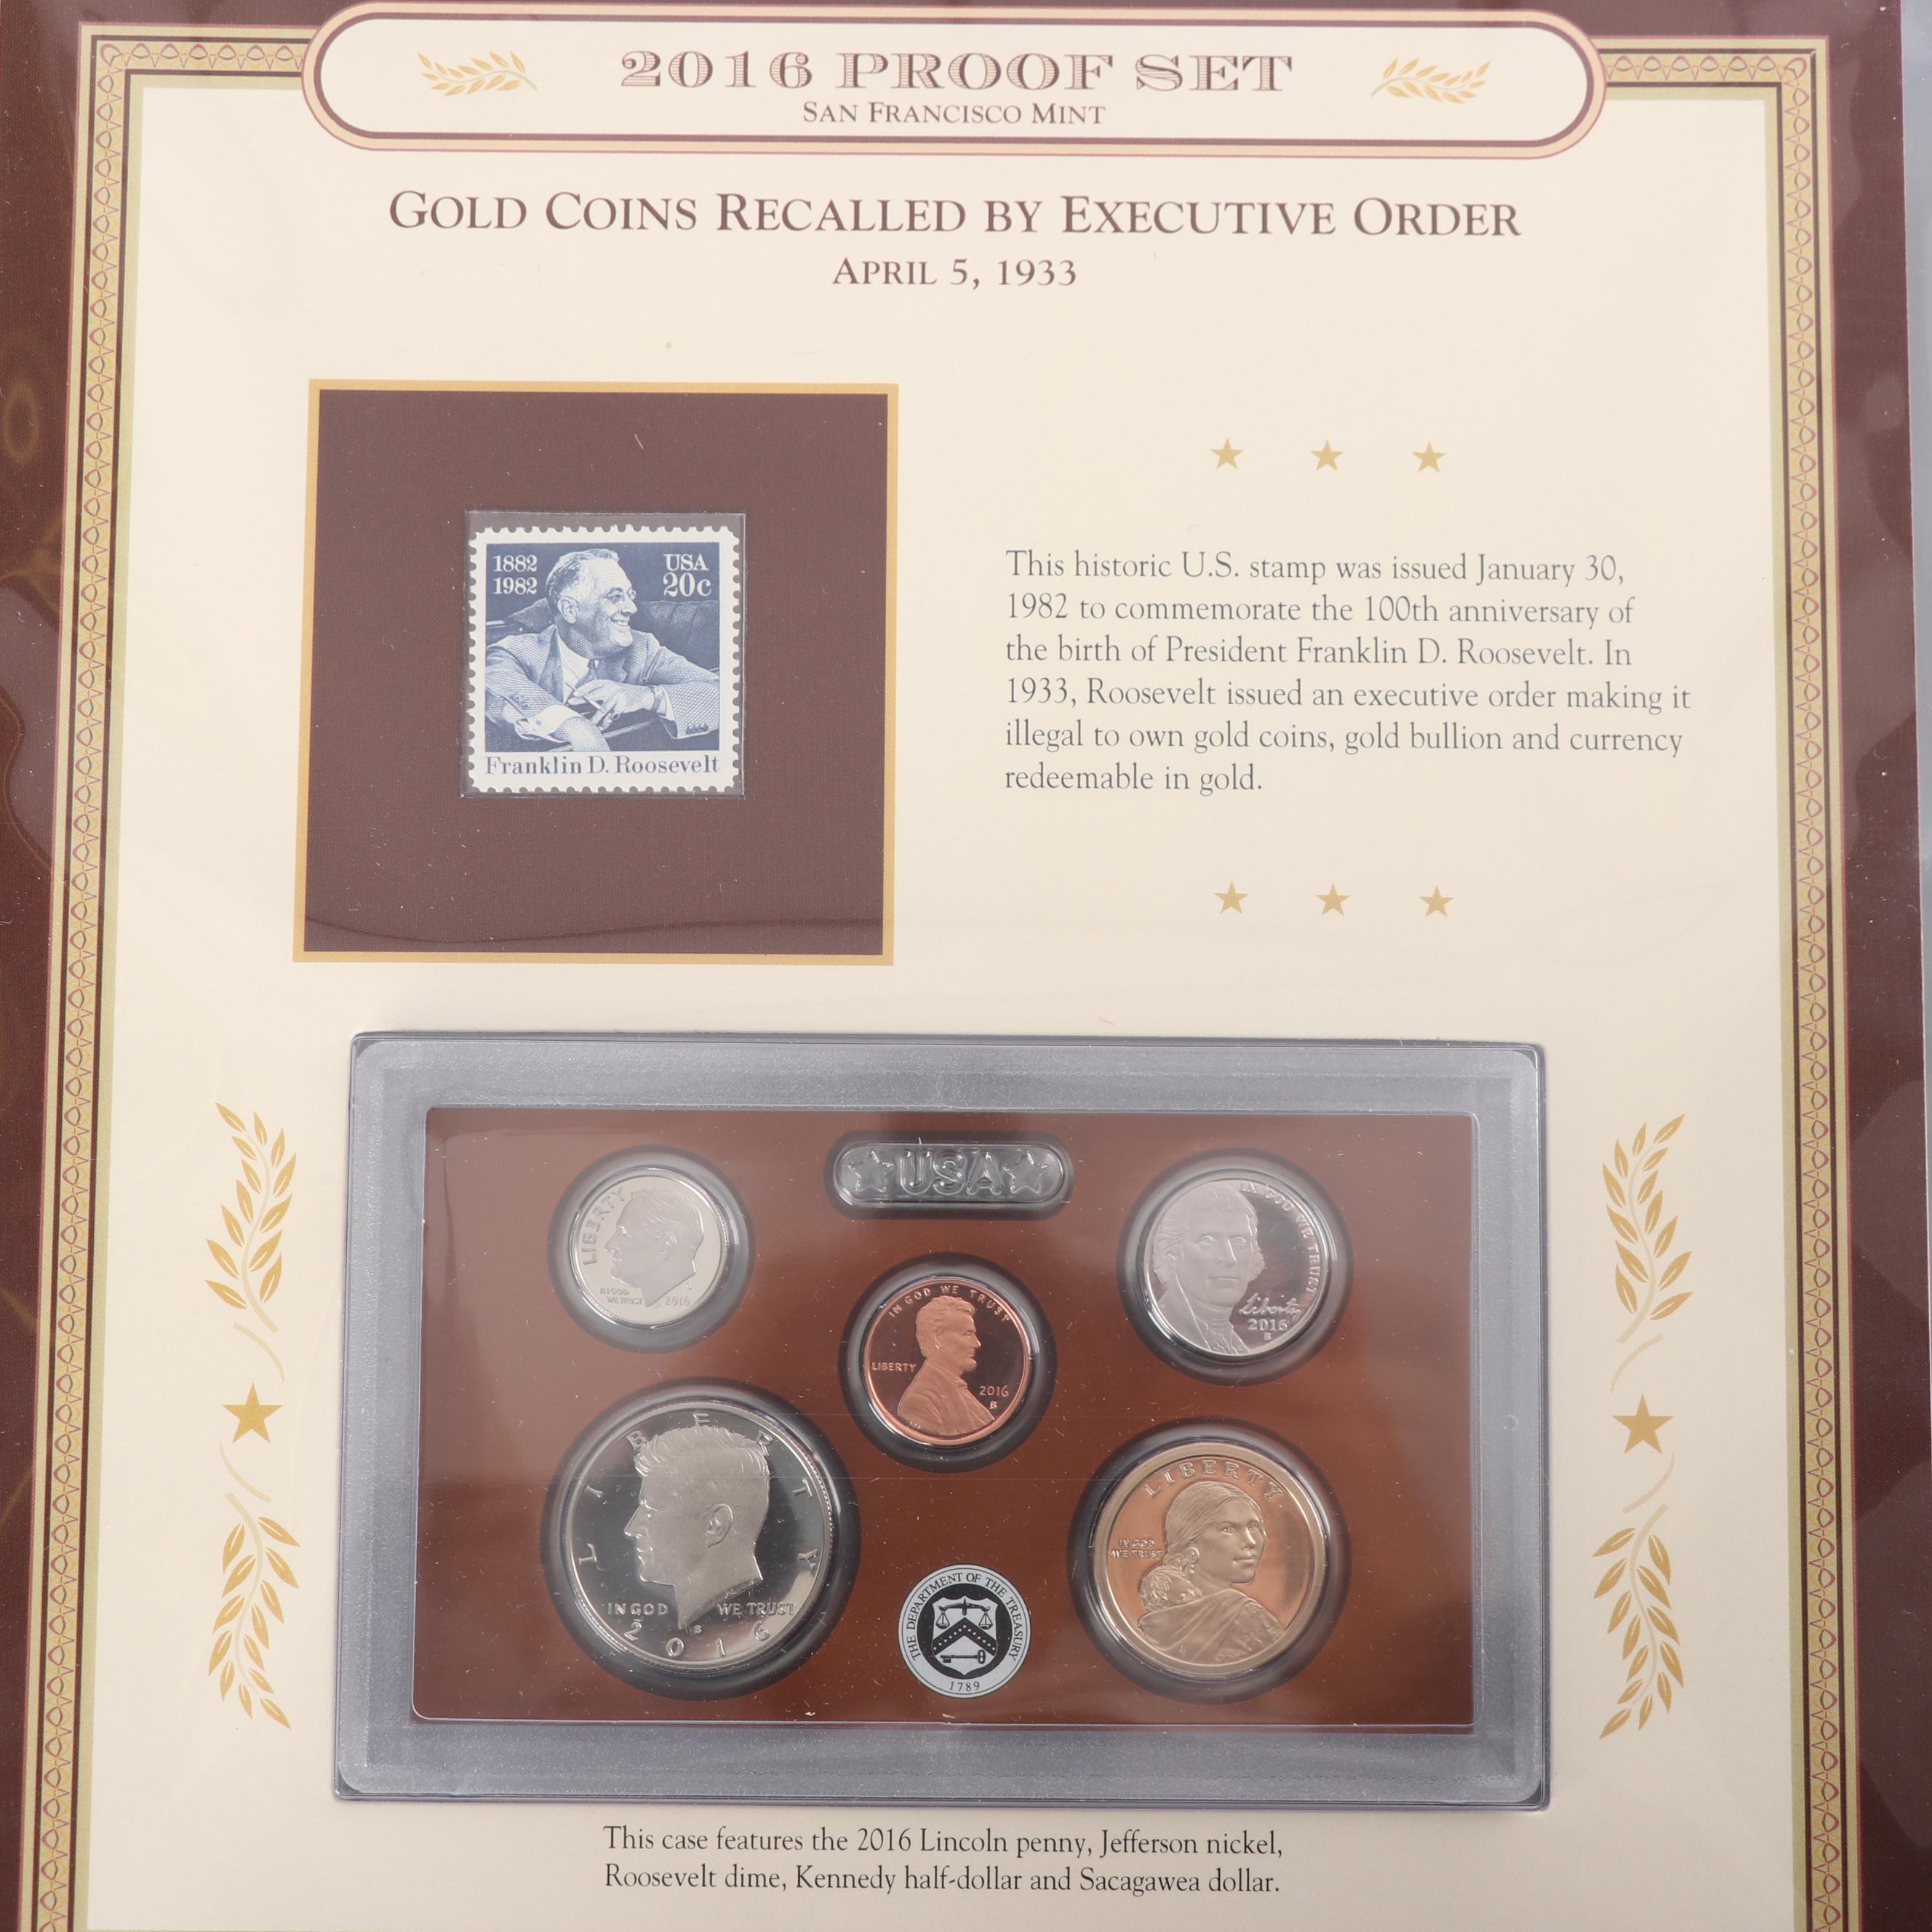 2016 PROOF SET
SAN FRANCISCO MINT
GOLD COINS RECALLED BY EXECUTIVE ORDER
APRIL 5, 1933
1882
1982
USA
20c
Franklin D. Roosevelt
This historic U.S. stamp was issued January 30,
1982 to commemorate the 100th anniversary of
the birth of President Franklin D. Roosevelt. In
1933, Roosevelt issued an executive order making it
illegal to own gold coins, gold bullion and currency
redeemable in gold.
USA
LIBERTY
IN GOD
WE TRUST
2016
IN GOD WE TRUST
LIBERTY
2016
S
IN GOD WE TRUST
Liberty
2016
S
LIBERTY
IN GOD WE TRUST
S
2016
THE DEPARTMENT OF THE TREASURY
1789
LIBERTY
IN GOD
WE TRUST
This case features the 2016 Lincoln penny, Jefferson nickel,
Roosevelt dime, Kennedy half-dollar and Sacagawea dollar.